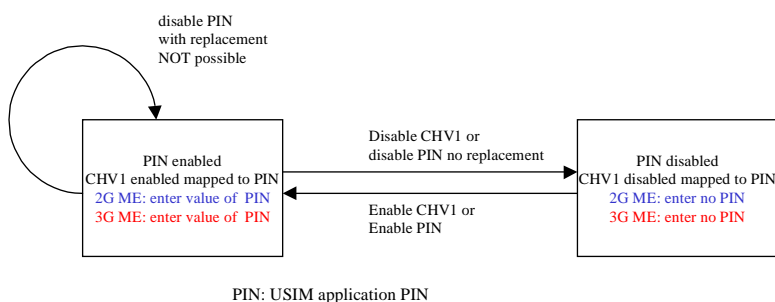 disable PIN
with replacement
NOT possible
PIN enabled
CHV1 enabled mapped to PIN
2G ME: enter value of PIN
3G ME: enter value of PIN
Disable CHV1 or
disable PIN no replacement
Enable CHV1 or
Enable PIN
PIN disabled
CHV1 disabled mapped to PIN
2G ME: enter no PIN
3G ME: enter no PIN
PIN: USIM application PIN